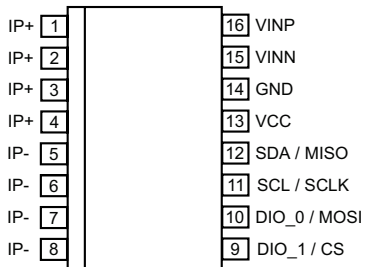 IP+ 1 16 VINP
IP+ 2 15 VINN
IP+ 3 14 GND
IP+ 4 13 VCC
IP- 5 12 SDA / MISO
IP- 6 11 SCL / SCLK
IP- 7 10 DIO_0 / MOSI
IP- 8 9 DIO_1 / CS